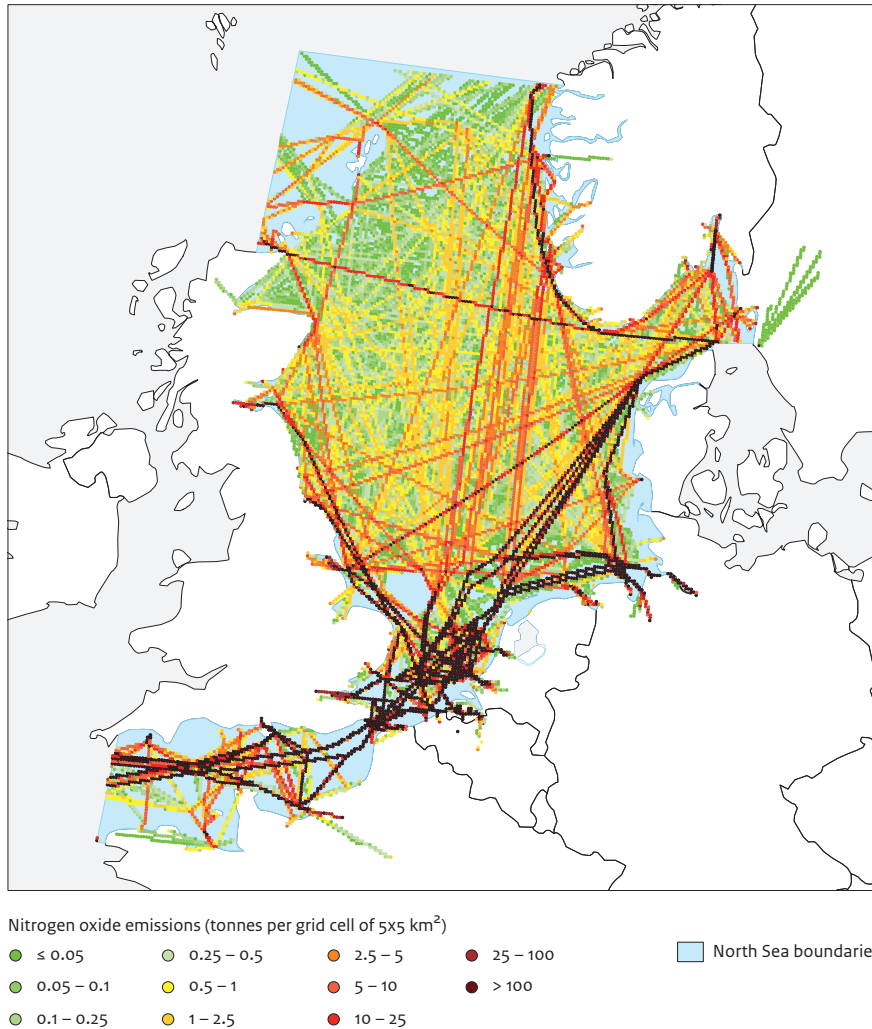 Nitrogen oxide emissions (tonnes per grid cell of 5x5 km²)
≤ 0.05
0.25 – 0.5
2.5 – 5
25 – 100
North Sea boundarie
0.05 – 0.1
0.5 – 1
5 – 10
> 100
0.1 – 0.25
1 – 2.5
10 – 25